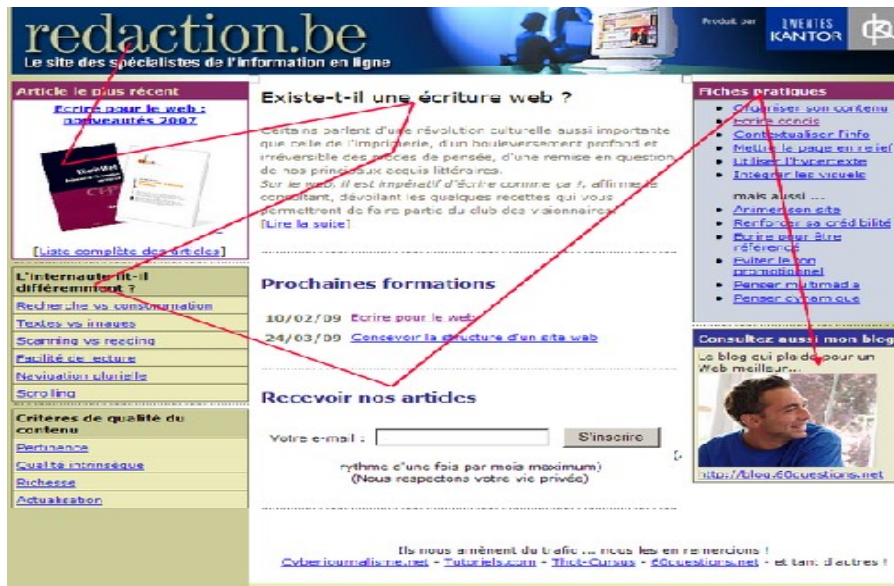 redaction.be
Le site des spécialistes de l'information en ligne
Produit par
KANTOR
Article le plus récent
Ecrire pour le web :
nouveautés 2007
[Liste complète des articles]
L'internaute lit-il
différemment ?
Recherche vs consommation
Textes vs images
Scanning vs reading
Facilité de lecture
Navigation plurielle
Scrolling
Critères de qualité du
contenu
Pertinence
Qualité intrinsèque
Richesse
Actualisation
Existe-t-il une écriture web ?
Certains parlent d'une révolution culturelle aussi importante
que celle de l'imprimerie, d'un bouleversement profond et
irréversible des modes de pensée, d'une remise en question
de nos principaux acquis littéraires.
Sur le web, il est impératif d'écrire comme ça !, affirme le
consultant, dévoilant les quelques recettes qui vous
permettront de faire partie du club des visionnaires.
[Lire la suite]
Prochaines formations
10/02/09 Ecrire pour le web
24/03/09 Concevoir la structure d'un site web
Recevoir nos articles
Votre e-mail :
S'inscrire
rythme d'une fois par mois maximum)
(Nous respectons votre vie privée)
Fiches pratiques
Organiser son contenu
Ecrire concis
Contextualiser l'info
Mettre la page en relief
Utiliser l'hypertexte
Intégrer les visuels
mais aussi ...
Animer son site
Renforcer sa crédibilité
Ecrire pour être
référencé
Eviter le ton
promotionnel
Penser multimédia
Penser dynamique
Consultez aussi mon blog
Le blog qui plaide pour un
Web meilleur...
http://blog.60questions.net
Ils nous amènent du trafic ... nous les en remercions !
Cyberjournalisme.net - Tutoriels.com - Thot-Cursus - 60questions.net - et tant d'autres !